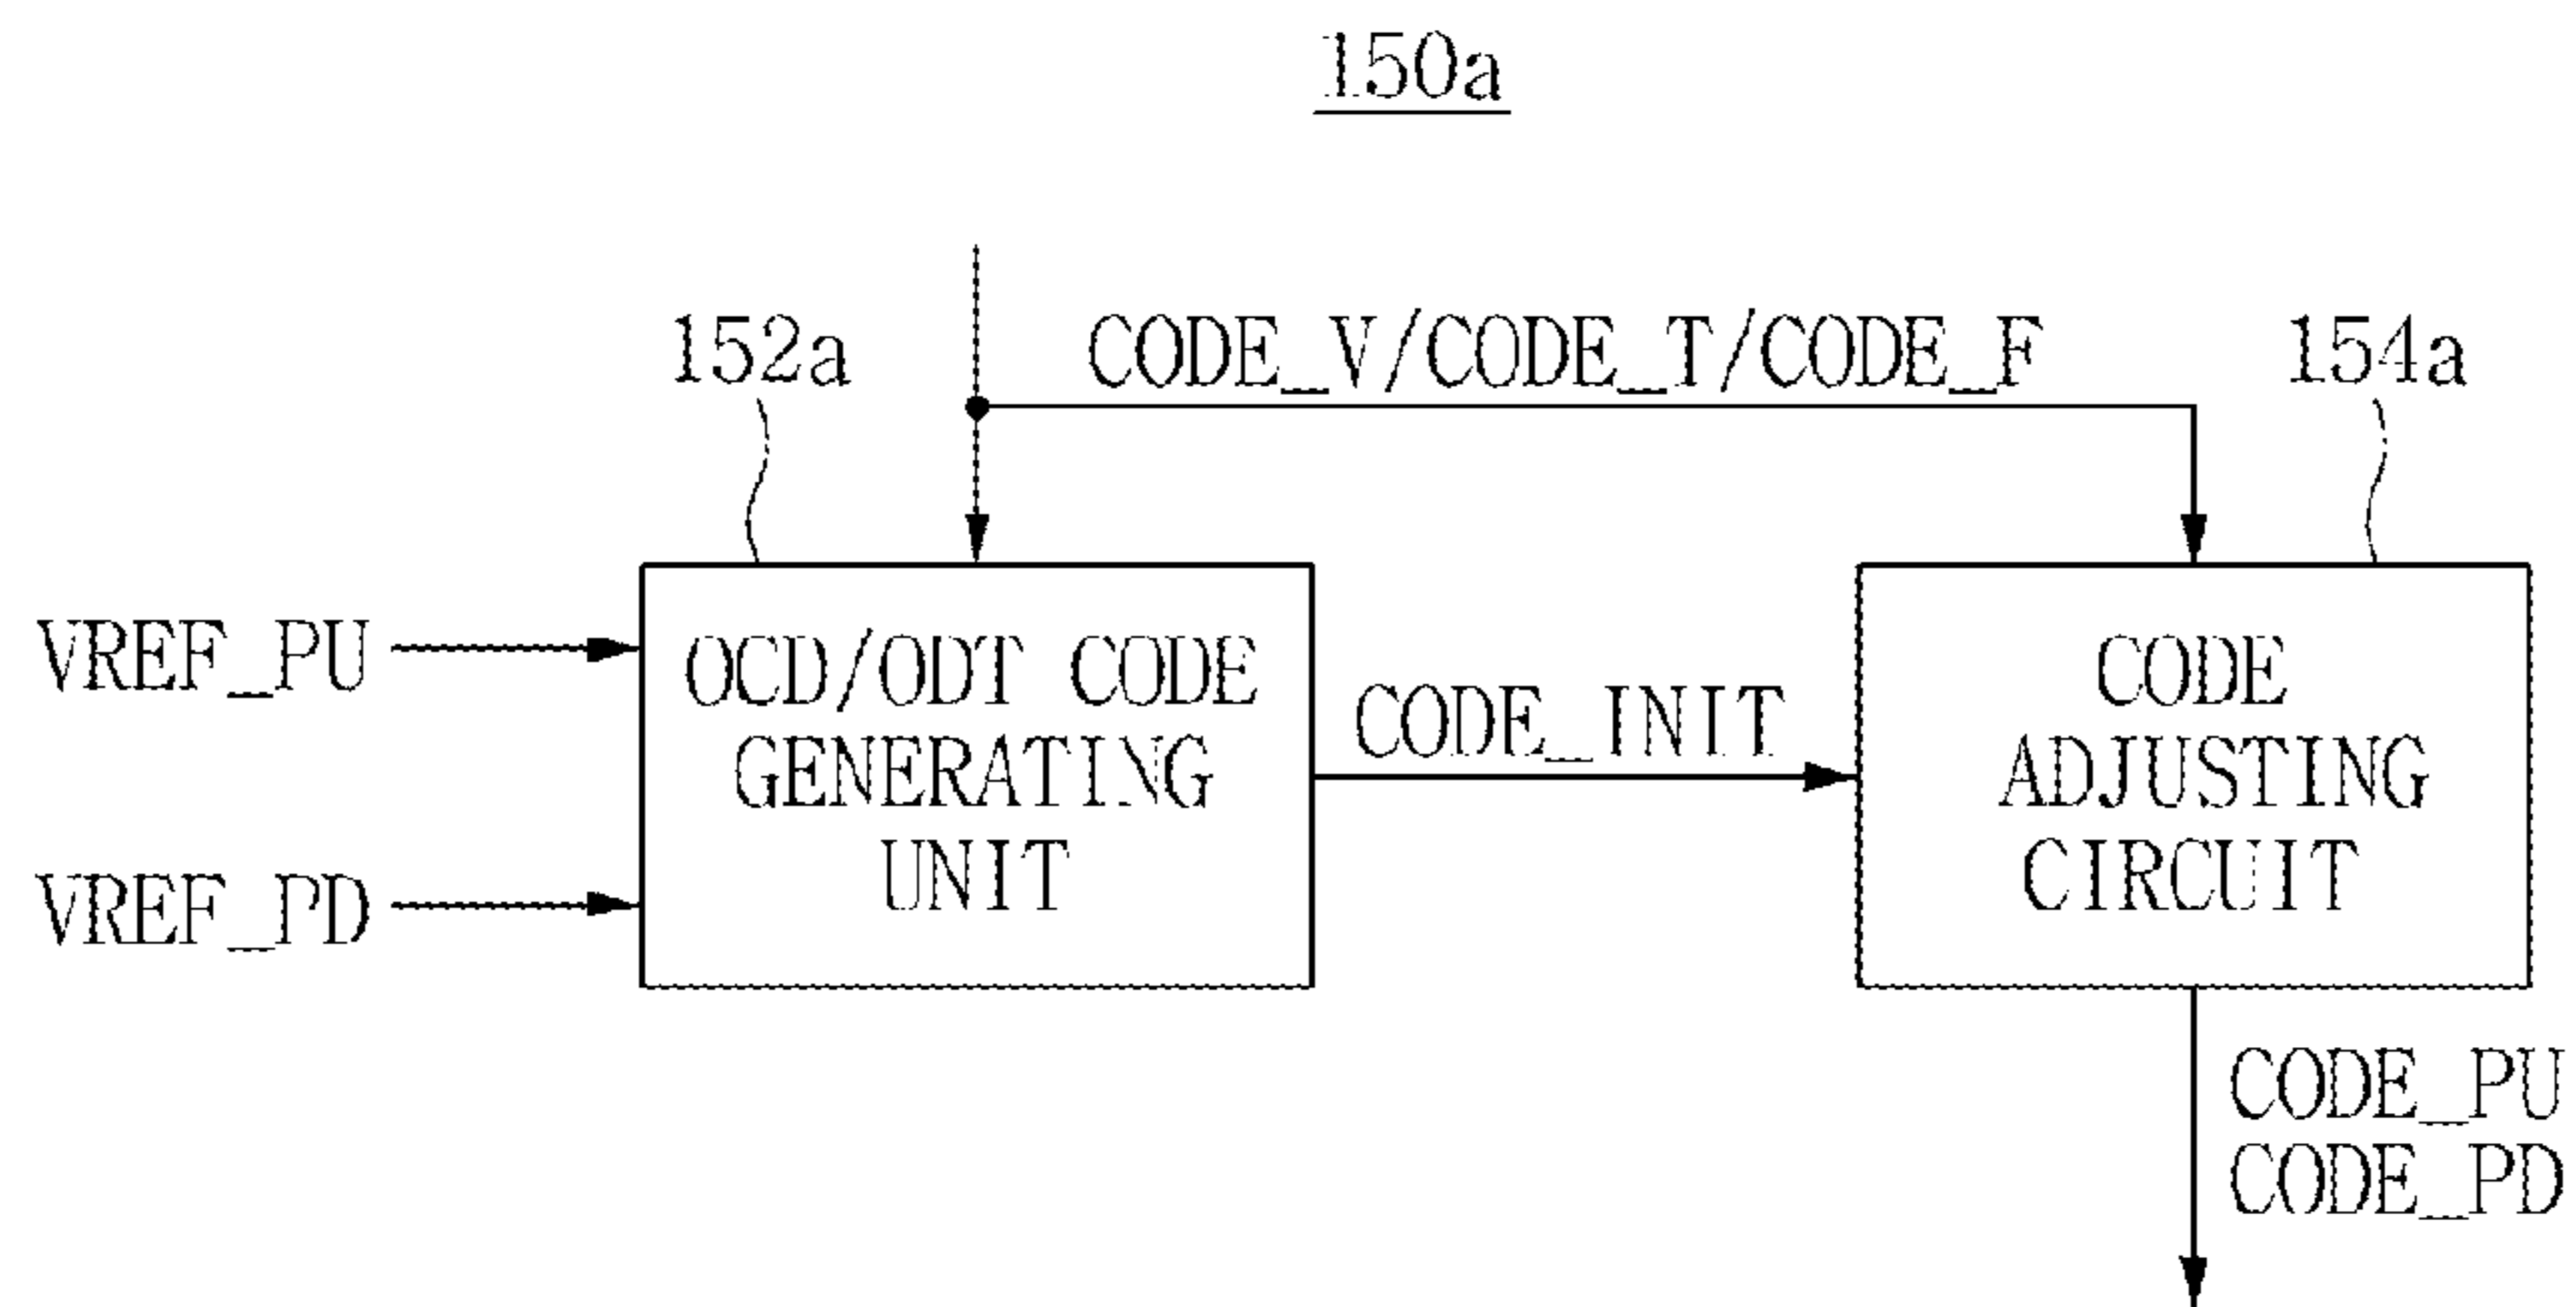 150a
152a
CODE_V/CODE_T/CODE_F
154a
VREF_PU
VREF_PD
OCD/ODT CODE
GENERATING
UNIT
CODE_INIT
CODE
ADJUSTING
CIRCUIT
CODE_PU
CODE_PD